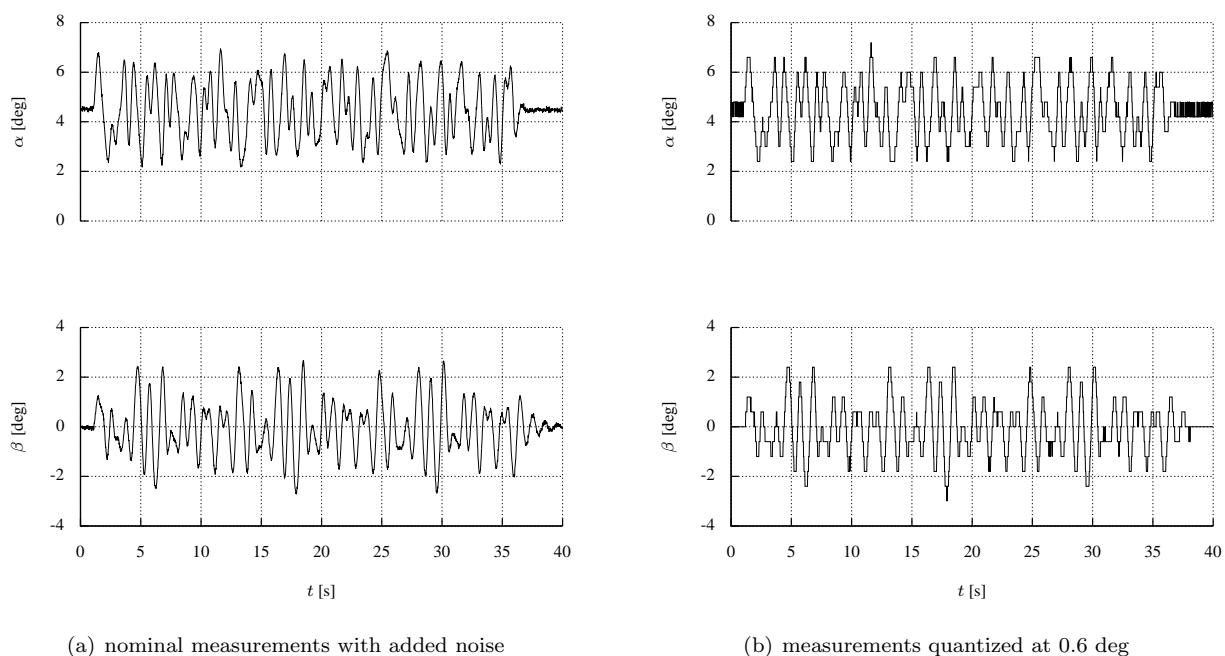 8
6
4
2
0
α [deg]
4
2
0
-2
-4
β [deg]
0 5 10 15 20 25 30 35 40
t [s]
(a) nominal measurements with added noise
8
6
4
2
0
α [deg]
4
2
0
-2
-4
β [deg]
0 5 10 15 20 25 30 35 40
t [s]
(b) measurements quantized at 0.6 deg